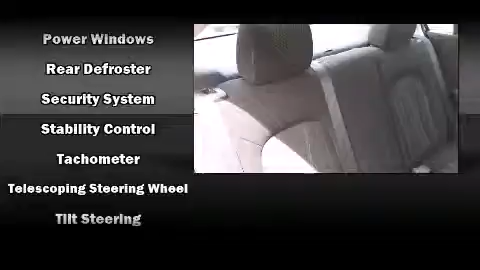 Power Windows
Rear Defroster
Security System
Stability Control
Tachometer
Telescoping Steering Wheel
Tilt Steering